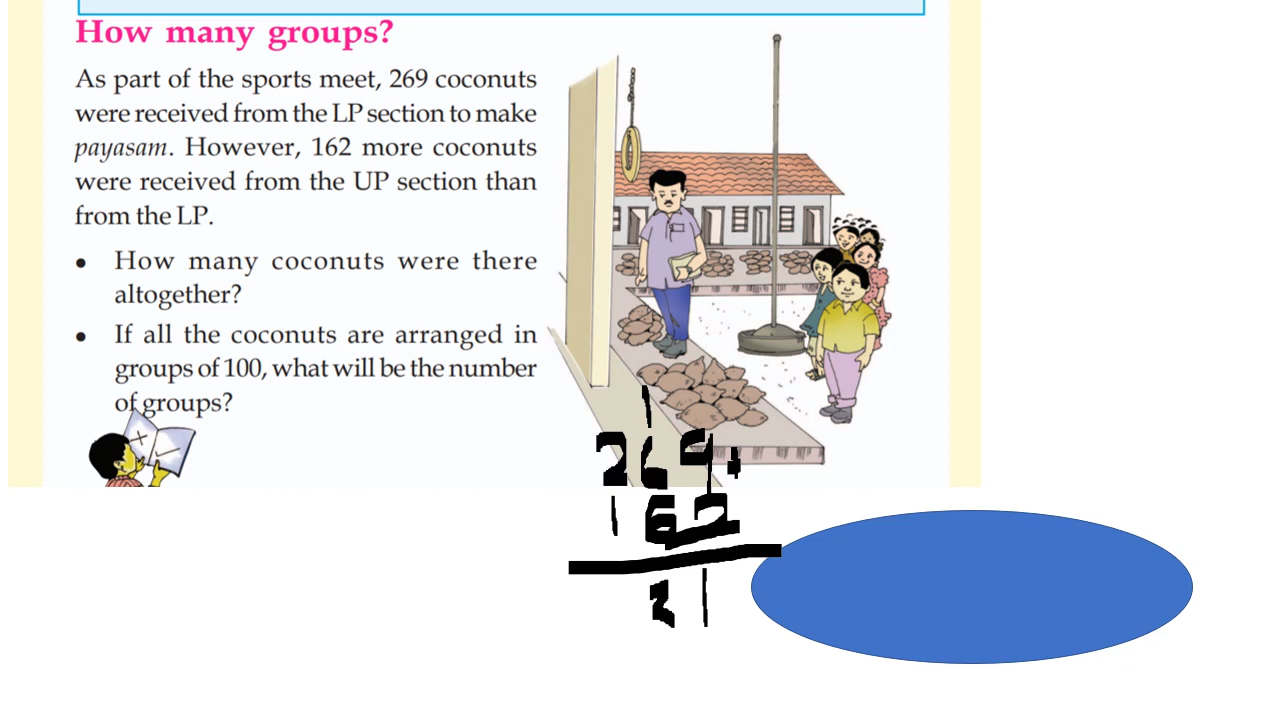 How many groups?
As part of the sports meet, 269 coconuts
were received from the LP section to make
payasam. However, 162 more coconuts
were received from the UP section than
from the LP.
• How many coconuts were there
altogether?
• If all the coconuts are arranged in
groups of 100, what will be the number
of groups?
1
269
162
21